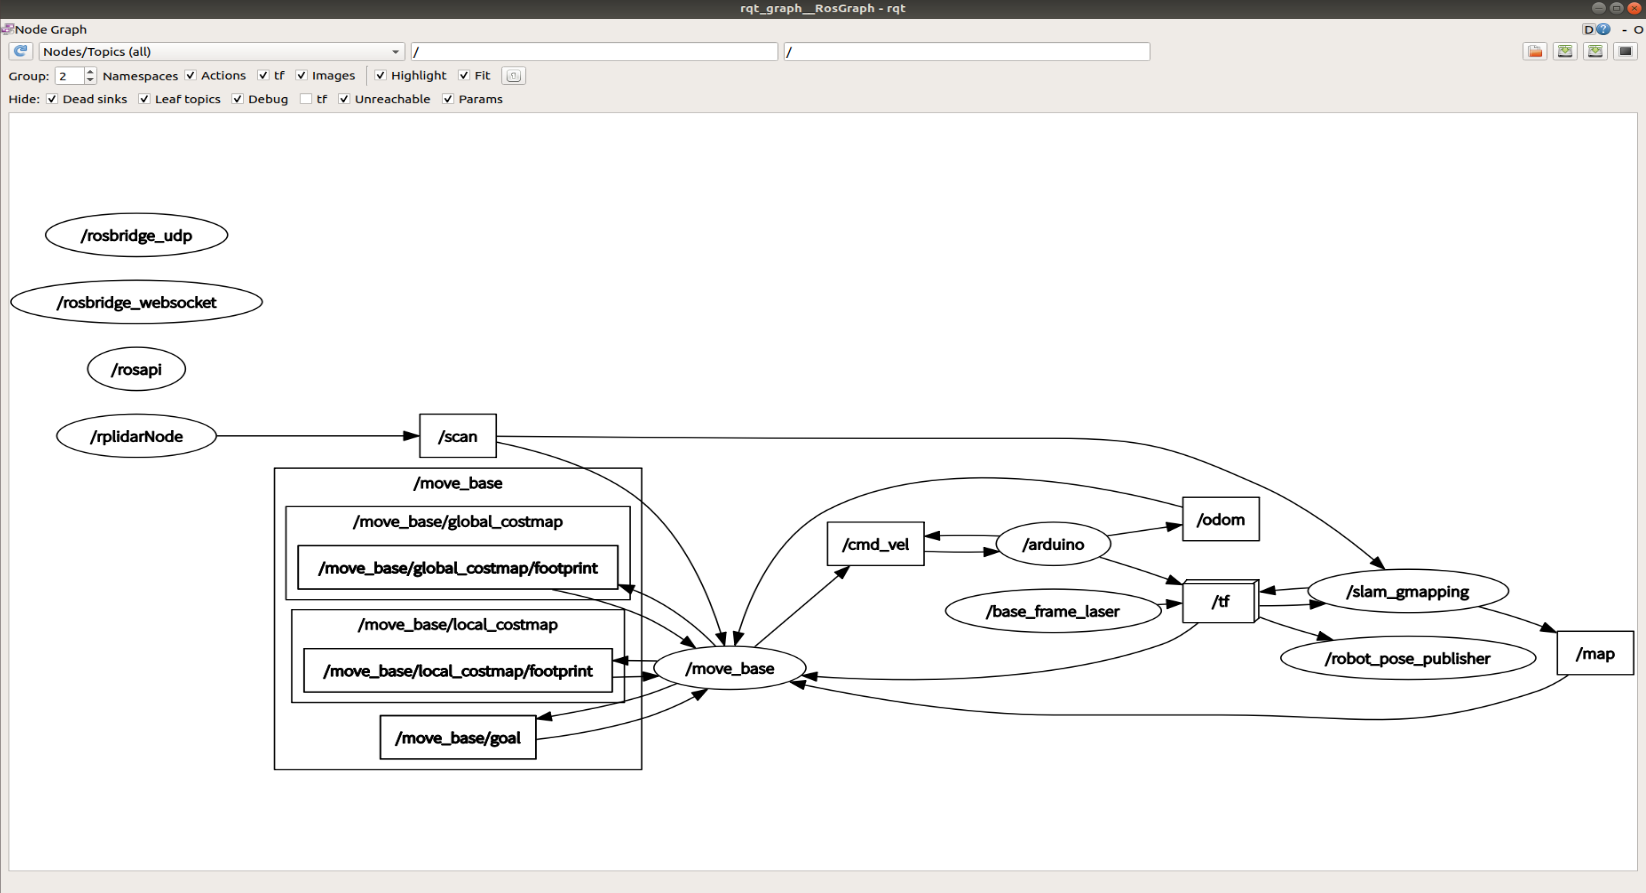 rqt_graph__RosGraph - rqt
Node Graph
D ? - O
Nodes/Topics (all) / /
Group: 2 Namespaces Actions tf Images Highlight Fit
Hide: Dead sinks Leaf topics Debug tf Unreachable Params
/rosbridge_udp
/rosbridge_websocket
/rosapi
/rplidarNode
/scan
/move_base
/move_base/global_costmap
/move_base/global_costmap/footprint
/move_base/local_costmap
/move_base/local_costmap/footprint
/move_base/goal
/move_base
/cmd_vel
/arduino
/odom
/base_frame_laser
/tf
/slam_gmapping
/robot_pose_publisher
/map